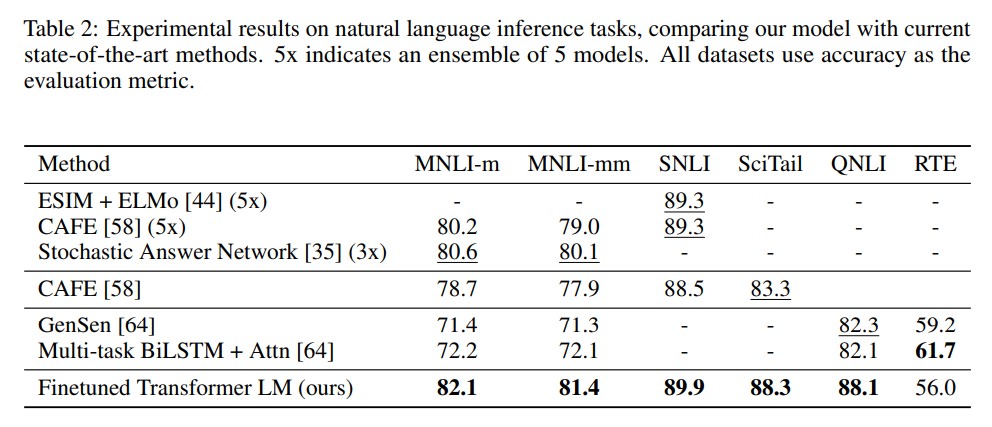 Table 2: Experimental results on natural language inference tasks, comparing our model with current
state-of-the-art methods. 5x indicates an ensemble of 5 models. All datasets use accuracy as the
evaluation metric.
Method MNLI-m MNLI-mm SNLI SciTail QNLI RTE
ESIM + ELMo [44] (5x) - - 89.3 - - -
CAFE [58] (5x) 80.2 79.0 89.3 - - -
Stochastic Answer Network [35] (3x) 80.6 80.1 - - - -
CAFE [58] 78.7 77.9 88.5 83.3
GenSen [64] 71.4 71.3 - - 82.3 59.2
Multi-task BiLSTM + Attn [64] 72.2 72.1 - - 82.1 61.7
Finetuned Transformer LM (ours) 82.1 81.4 89.9 88.3 88.1 56.0